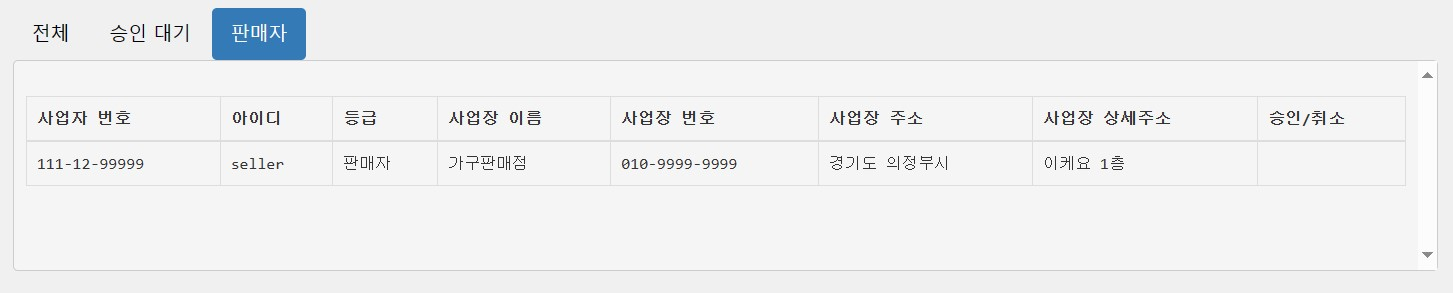 전체 승인 대기 판매자
사업자 번호 아이디 등급 사업장 이름 사업장 번호 사업장 주소 사업장 상세주소 승인/취소
111-12-99999 seller 판매자 가구판매점 010-9999-9999 경기도 의정부시 이케요 1층